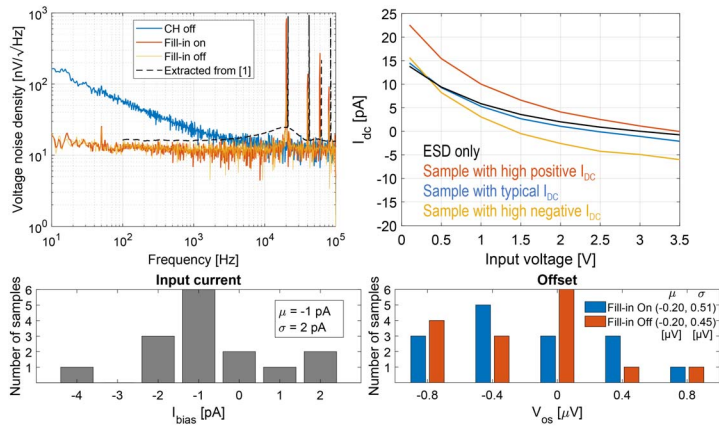 Voltage noise density [nV/√Hz]
10³
10²
10¹
10⁰
CH off
Fill-in on
Fill-in off
Extracted from [1]
10¹ 10² 10³ 10⁴ 10⁵
Frequency [Hz]
I_dc [pA]
25
20
15
10
5
0
-5
-10
-15
-20
ESD only
Sample with high positive I_DC
Sample with typical I_DC
Sample with high negative I_DC
0 0.5 1.0 1.5 2.0 2.5 3.0 3.5
Input voltage [V]
Input current
Number of samples
6
5
4
3
2
1
μ = -1 pA
σ = 2 pA
-4 -3 -2 -1 0 1 2
I_bias [pA]
Offset
Number of samples
6
5
4
3
2
1
μ σ
Fill-in On (-0.20, 0.51)
Fill-in Off (-0.20, 0.45)
[μV] [μV]
-0.8 -0.4 0 0.4 0.8
V_os [μV]